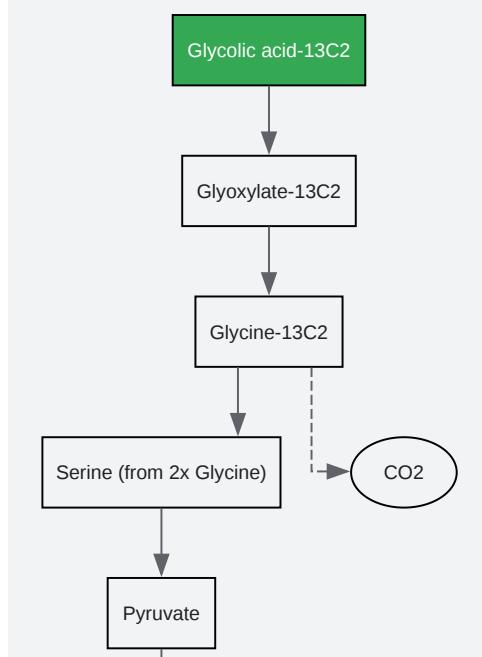 Glycolic acid-13C2
Glyoxylate-13C2
Glycine-13C2
Serine (from 2x Glycine)
CO2
Pyruvate